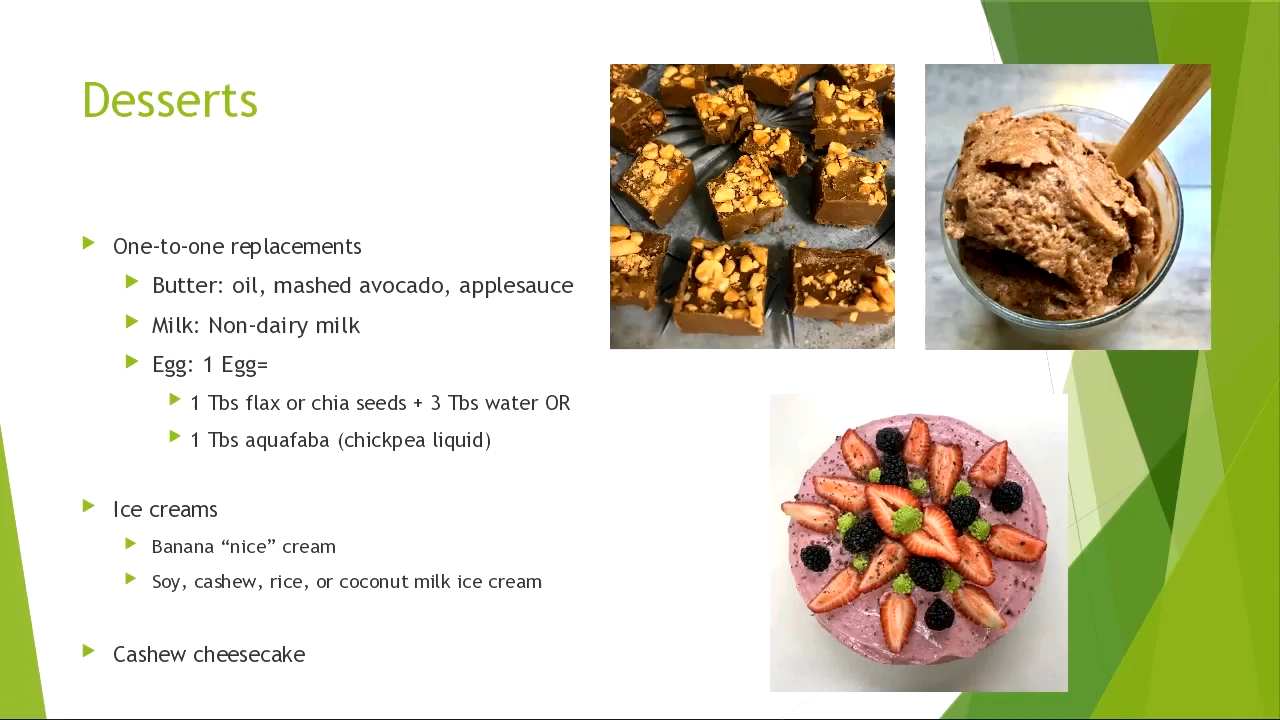 Desserts
One-to-one replacements
Butter: oil, mashed avocado, applesauce
Milk: Non-dairy milk
Egg: 1 Egg=
1 Tbs flax or chia seeds + 3 Tbs water OR
1 Tbs aquafaba (chickpea liquid)
Ice creams
Banana “nice” cream
Soy, cashew, rice, or coconut milk ice cream
Cashew cheesecake